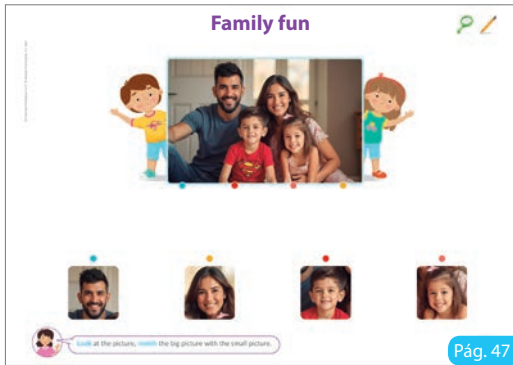 Family fun
Look at the picture, match the big picture with the small picture.
Pág. 47